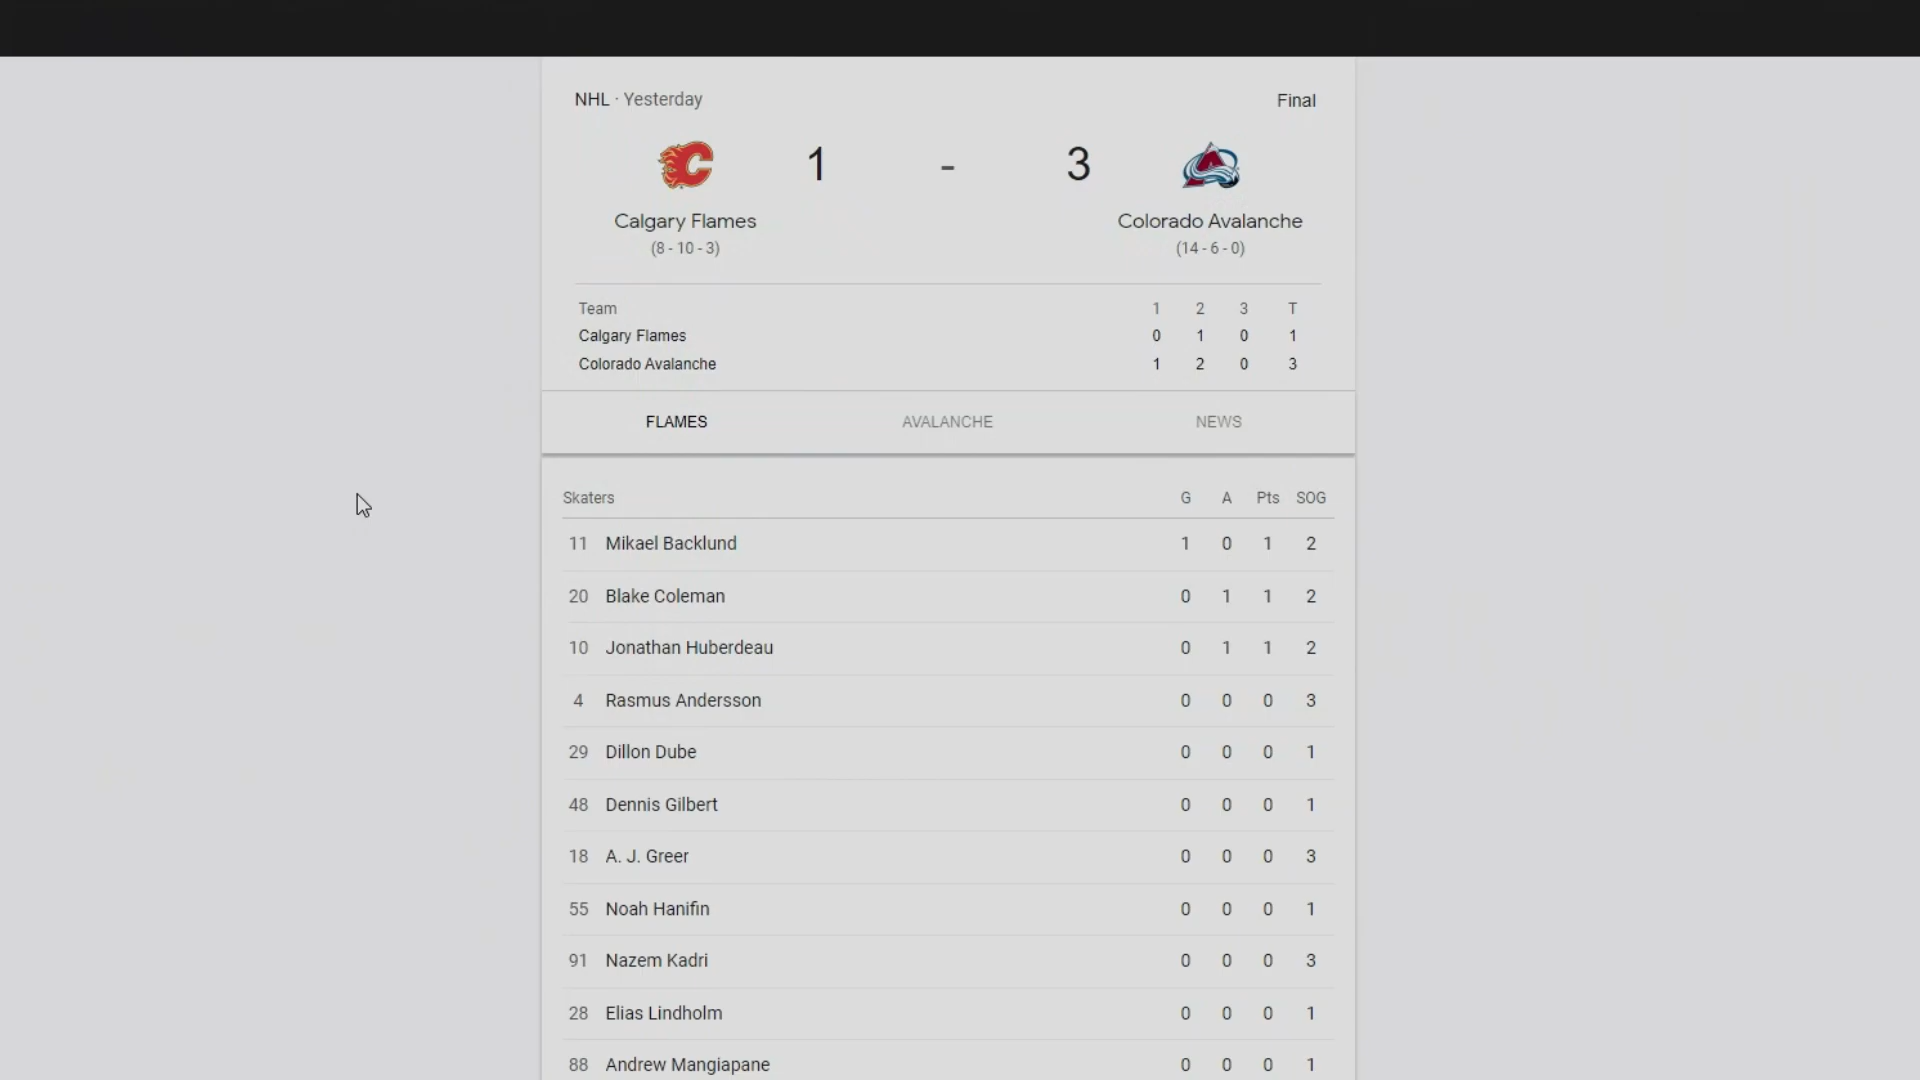 NHL · Yesterday Final
1 - 3
Calgary Flames Colorado Avalanche
(8 - 10 - 3) (14 - 6 - 0)
Team 1 2 3 T
Calgary Flames 0 1 0 1
Colorado Avalanche 1 2 0 3
FLAMES AVALANCHE NEWS
Skaters G A Pts SOG
11 Mikael Backlund 1 0 1 2
20 Blake Coleman 0 1 1 2
10 Jonathan Huberdeau 0 1 1 2
4 Rasmus Andersson 0 0 0 3
29 Dillon Dube 0 0 0 1
48 Dennis Gilbert 0 0 0 1
18 A. J. Greer 0 0 0 3
55 Noah Hanifin 0 0 0 1
91 Nazem Kadri 0 0 0 3
28 Elias Lindholm 0 0 0 1
88 Andrew Mangiapane 0 0 0 1